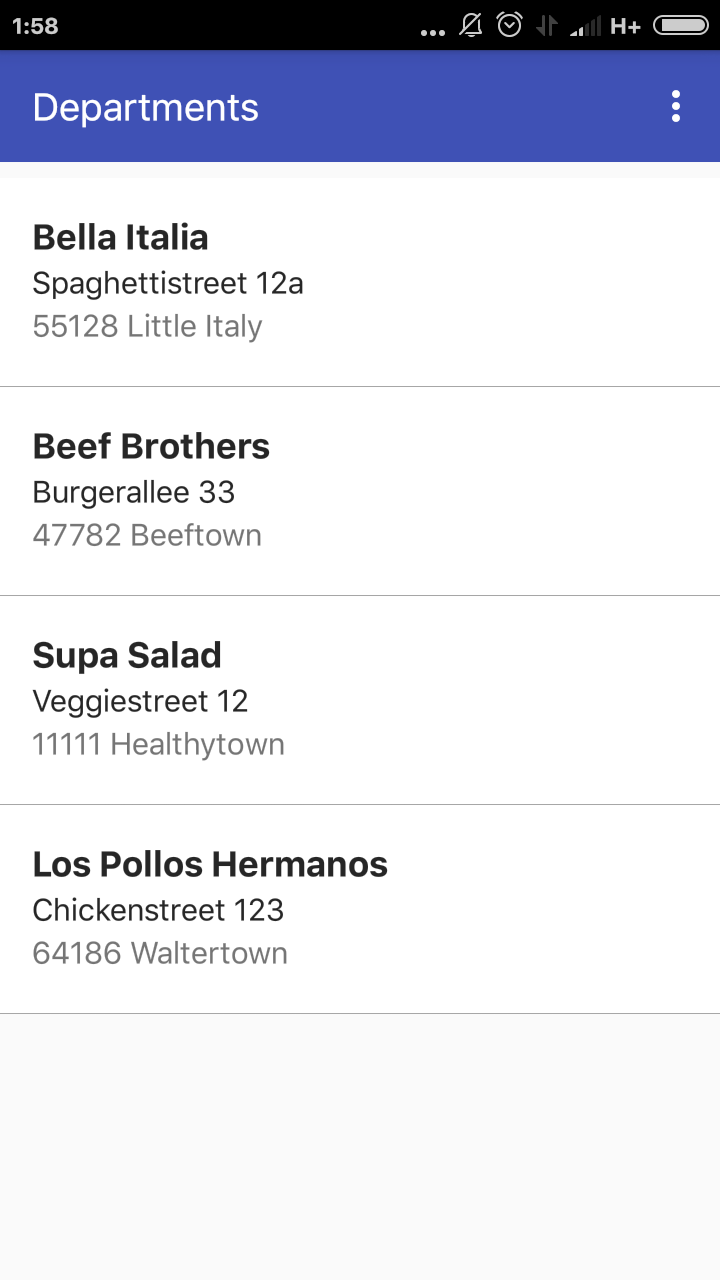 1:58
H+
Departments
Bella Italia
Spaghettistreet 12a
55128 Little Italy
Beef Brothers
Burgerallee 33
47782 Beeftown
Supa Salad
Veggiestreet 12
11111 Healthytown
Los Pollos Hermanos
Chickenstreet 123
64186 Waltertown